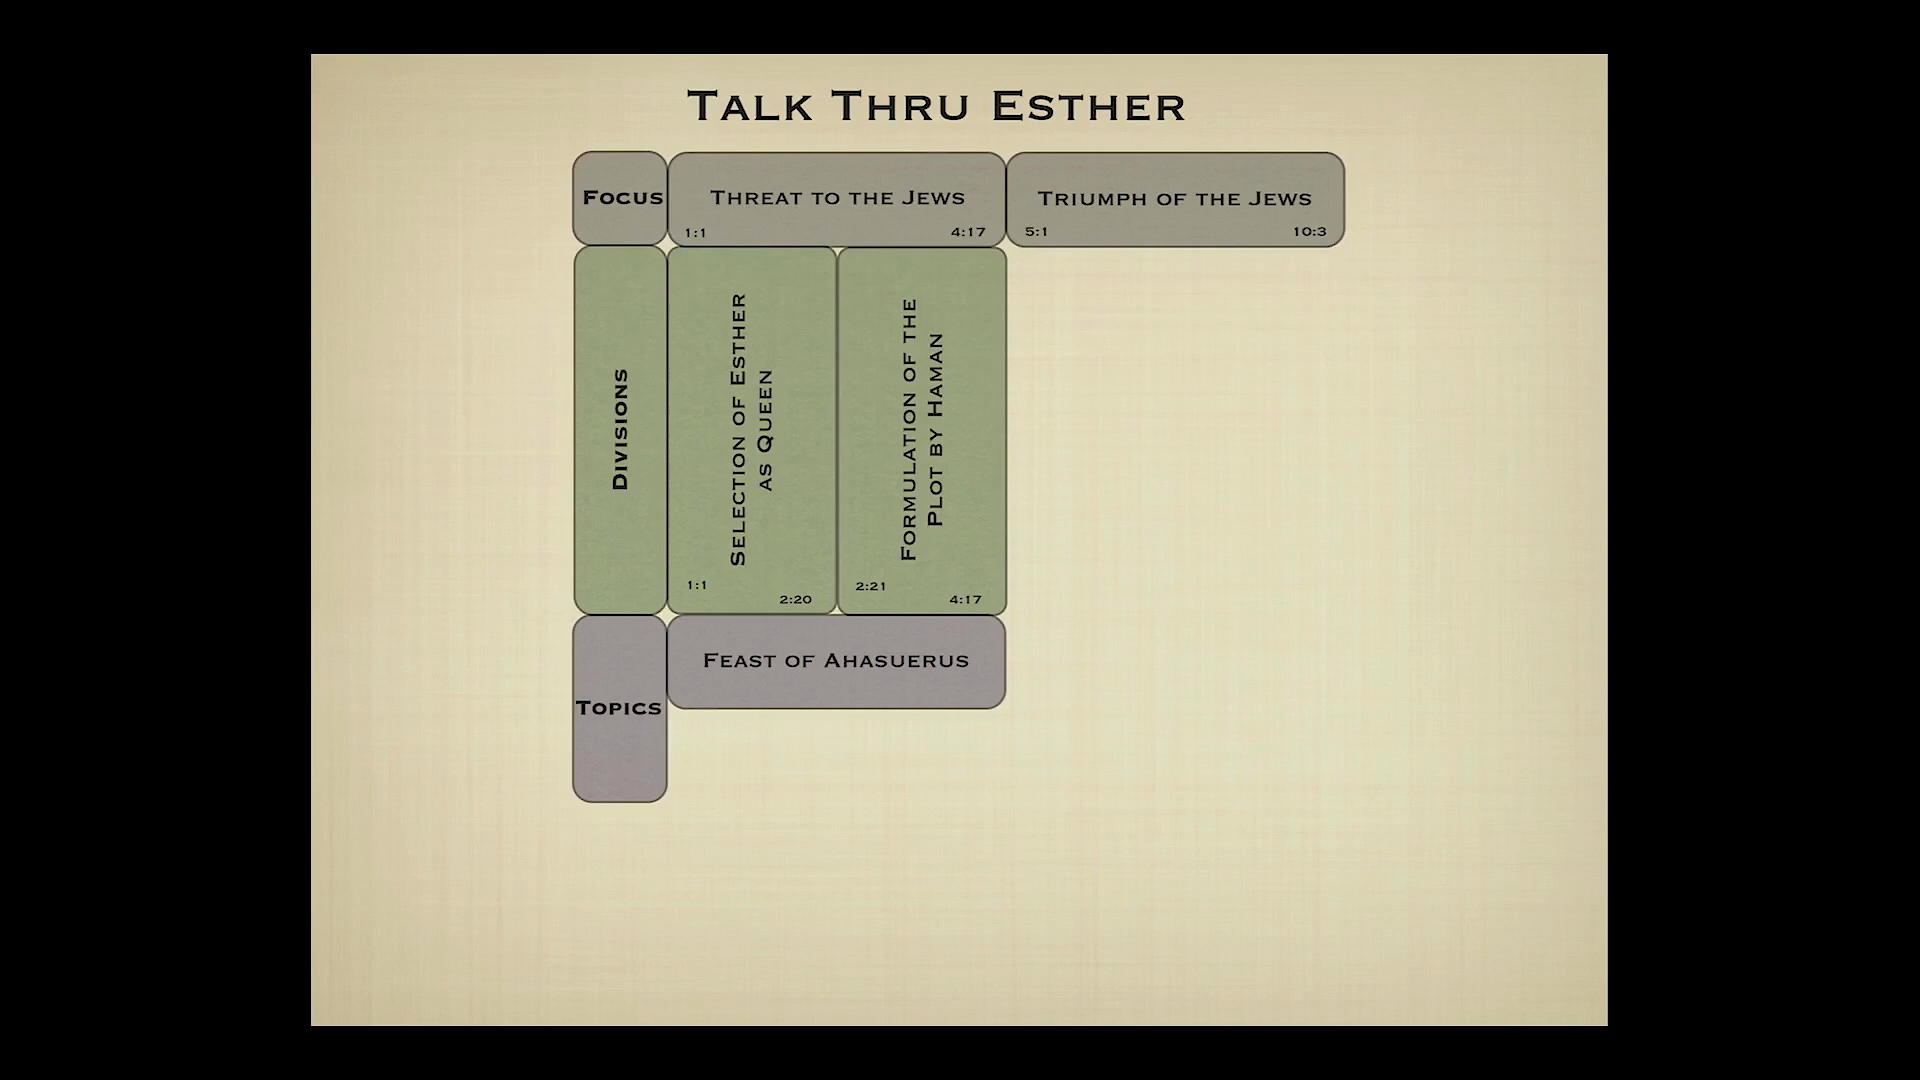 Talk Thru Esther
Focus
Threat to the Jews
1:1
4:17
Triumph of the Jews
5:1
10:3
Divisions
Selection of Esther
as Queen
1:1
2:20
Formulation of the
Plot by Haman
2:21
4:17
Topics
Feast of Ahasuerus